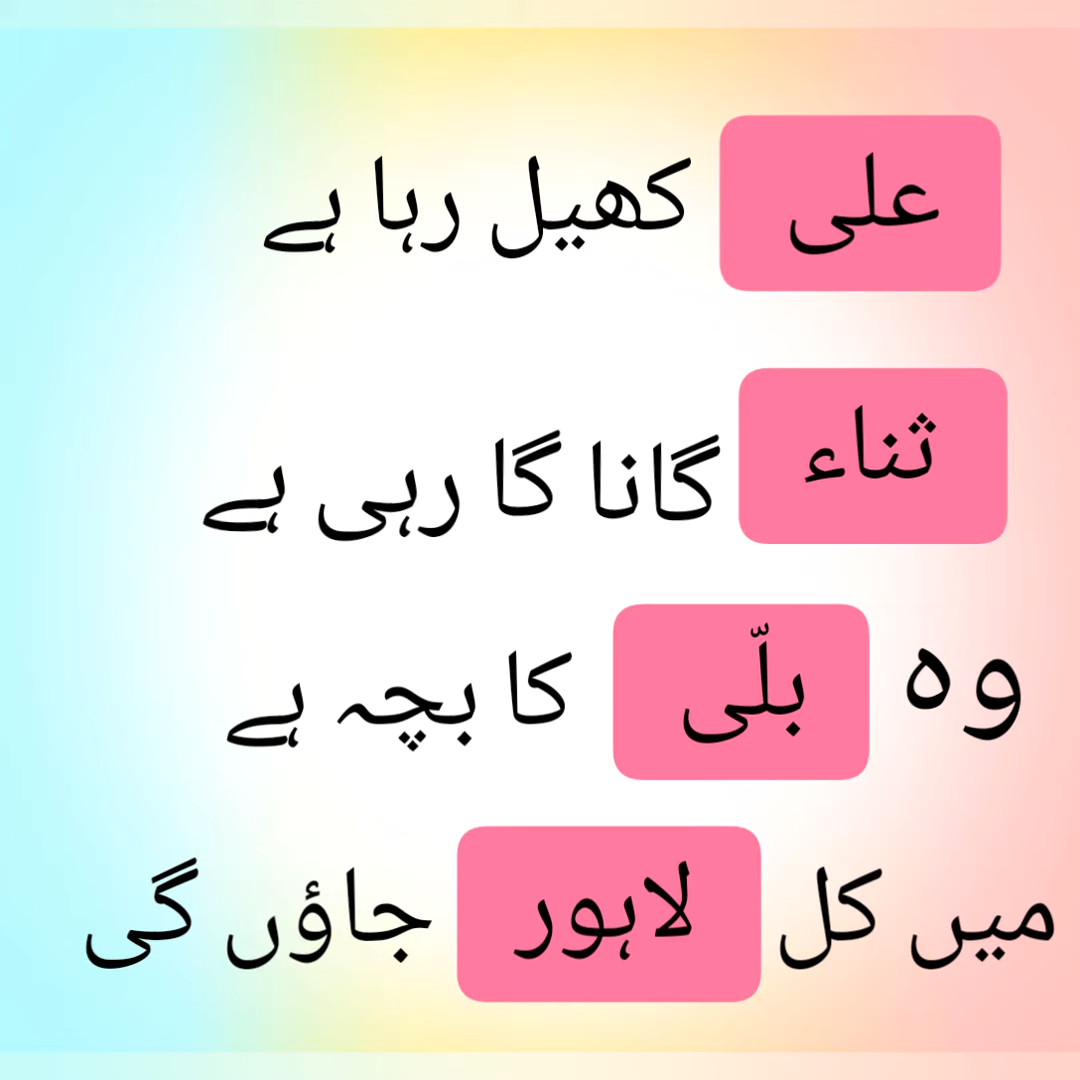 علی کھیل رہا ہے
ثناء گانا گا رہی ہے
وہ بلّی کا بچہ ہے
میں کل لاہور جاؤں گی